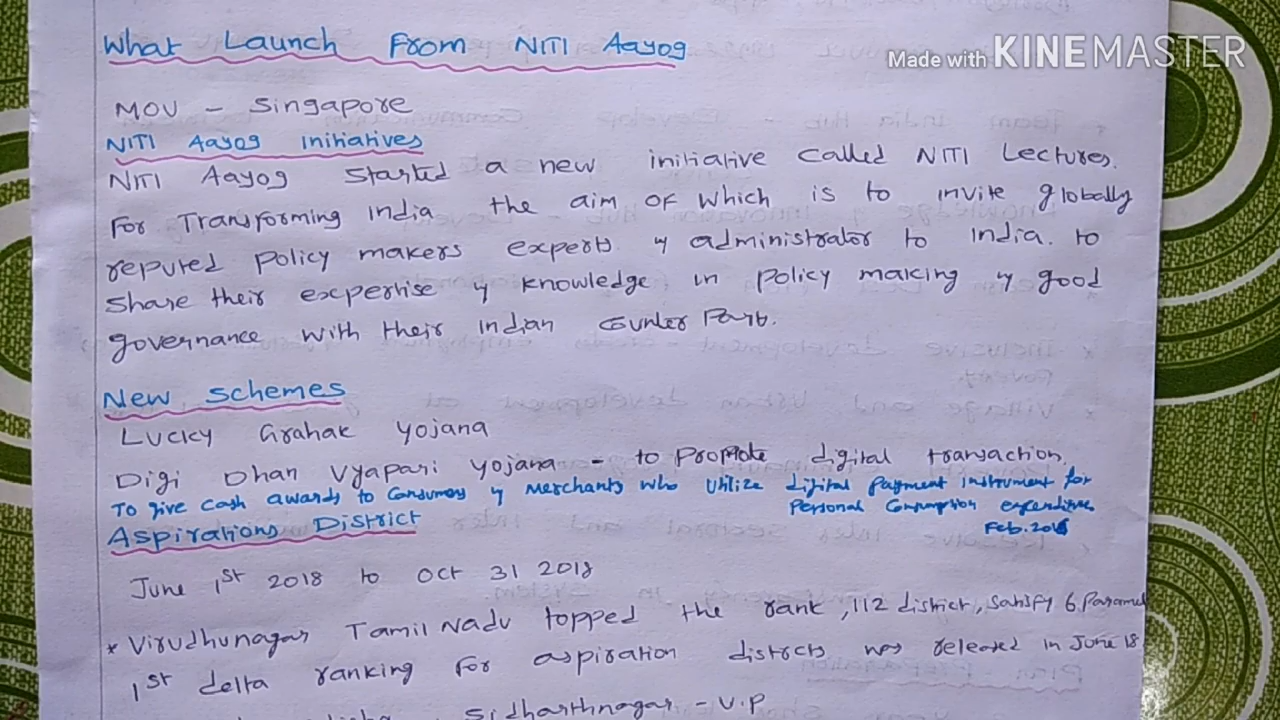 What Launch From NITI Aayog
Made with KINEMASTER
MOU - Singapore
NITI Aayog Initiatives
NITI Aayog Started a new initiative called NITI Lectures.
For Transforming India the aim of which is to invite globally
reputed policy makers experts & administrator to India. to
Share their expertise & knowledge in policy making & good
governance with their Indian Counter Part.
New Schemes
Lucky Grahak Yojana
Digi Dhan Vyapari Yojana - to Promote digital transaction.
To give cash awards to Consumers & Merchants who utilize digital payment instrument for
Personal Consumption expenditure
Feb.
Aspirations District
June 1st 2018 to Oct 31 2018
* Virudhunagar Tamil Nadu topped the rank, 112 district, Satisfy 6 Paramet
1st delta ranking for aspiration districts was released in June 18
Sidharthnagar - U.P